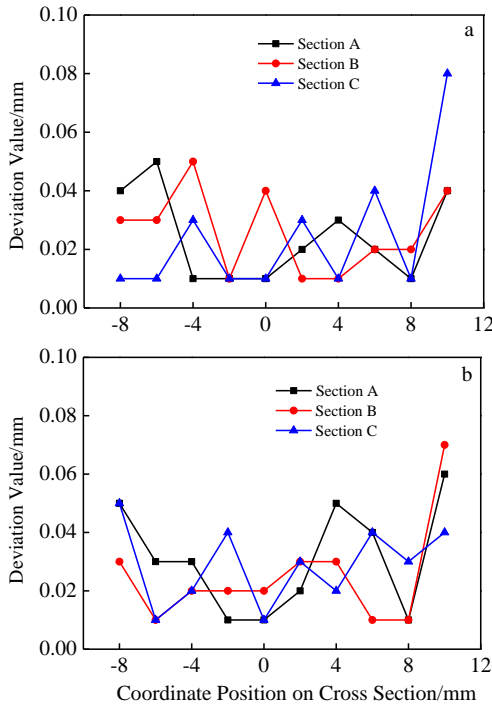 0.10
a
Section A
Section B
Section C
0.08
0.06
0.04
0.02
0.00
Deviation Value/mm
-8
-4
0
4
8
12
0.10
b
Section A
Section B
Section C
0.08
0.06
0.04
0.02
0.00
Deviation Value/mm
-8
-4
0
4
8
12
Coordinate Position on Cross Section/mm